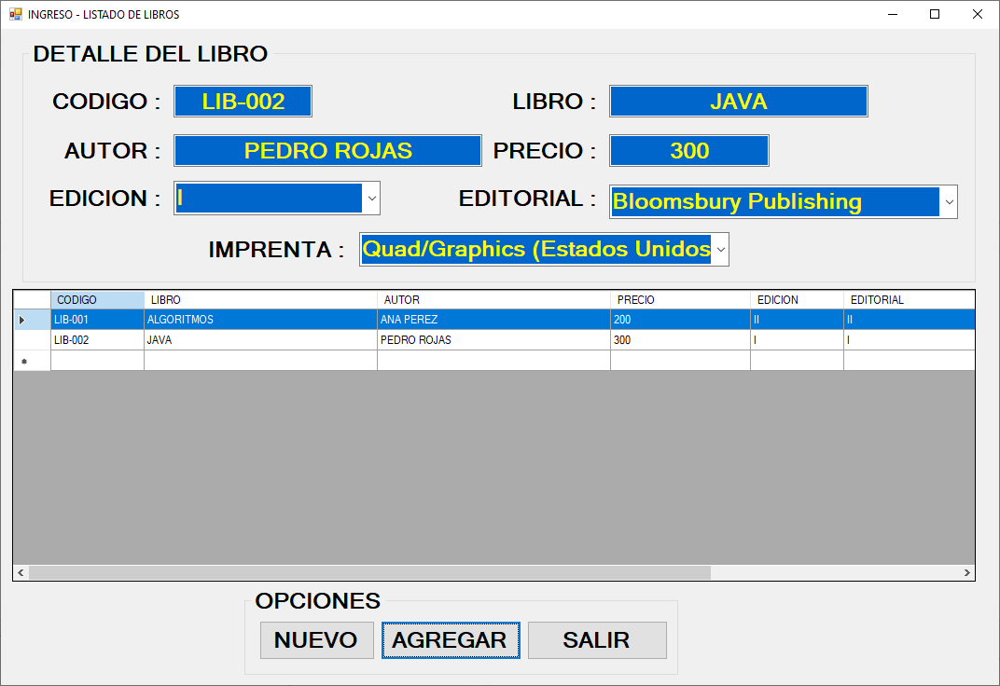 INGRESO - LISTADO DE LIBROS
DETALLE DEL LIBRO
CODIGO : LIB-002 LIBRO : JAVA
AUTOR : PEDRO ROJAS PRECIO : 300
EDICION : I EDITORIAL : Bloomsbury Publishing
IMPRENTA : Quad/Graphics (Estados Unidos
CODIGO LIBRO AUTOR PRECIO EDICION EDITORIAL
LIB-001 ALGORITMOS ANA PEREZ 200 II II
LIB-002 JAVA PEDRO ROJAS 300 I I
OPCIONES
NUEVO AGREGAR SALIR